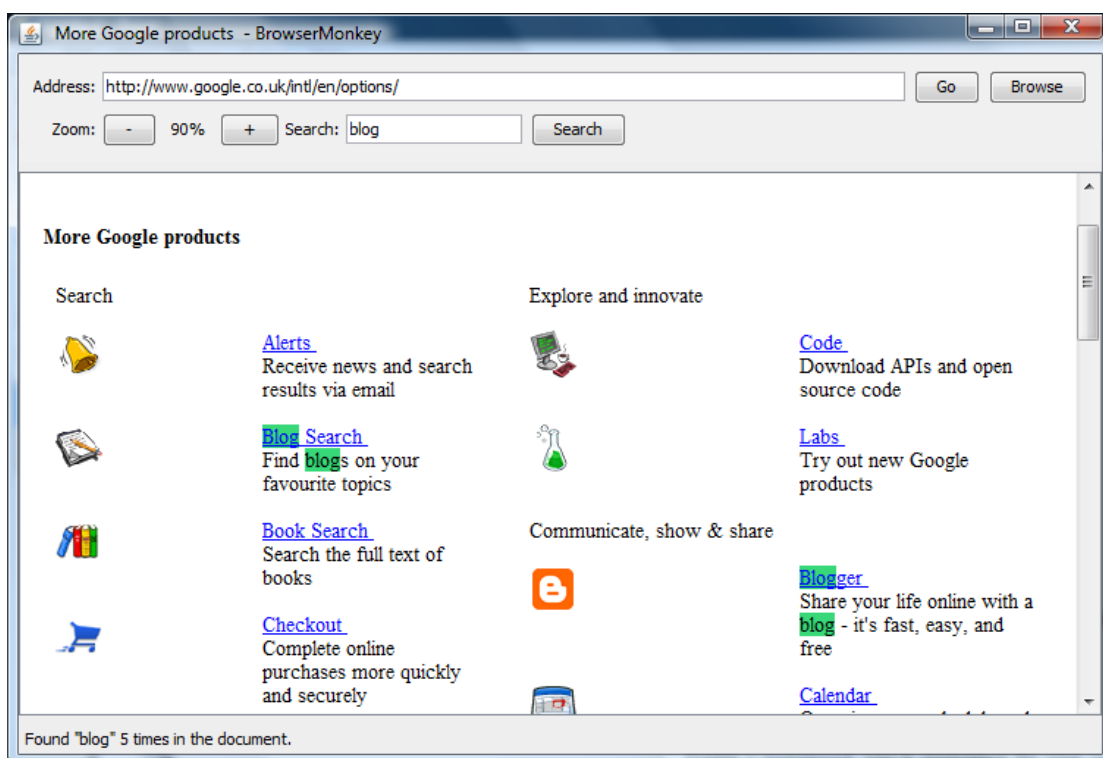 More Google products - BrowserMonkey
Address: http://www.google.co.uk/intl/en/options/ Go Browse
Zoom: - 90% + Search: blog Search
More Google products
Search
Alerts
Receive news and search
results via email
Blog Search
Find blogs on your
favourite topics
Book Search
Search the full text of
books
Checkout
Complete online
purchases more quickly
and securely
Explore and innovate
Code
Download APIs and open
source code
Labs
Try out new Google
products
Communicate, show & share
Blogger
Share your life online with a
blog - it's fast, easy, and
free
Calendar
Found "blog" 5 times in the document.